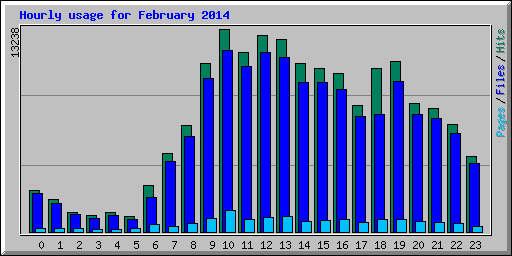 Hourly usage for February 2014
13238
Pages/Files/Hits
0 1 2 3 4 5 6 7 8 9 10 11 12 13 14 15 16 17 18 19 20 21 22 23